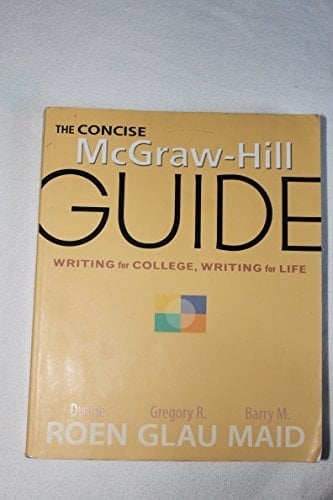 THE CONCISE
McGraw-Hill
GUIDE
WRITING for COLLEGE, WRITING for LIFE
Duane Gregory R. Barry M.
ROEN GLAU MAID